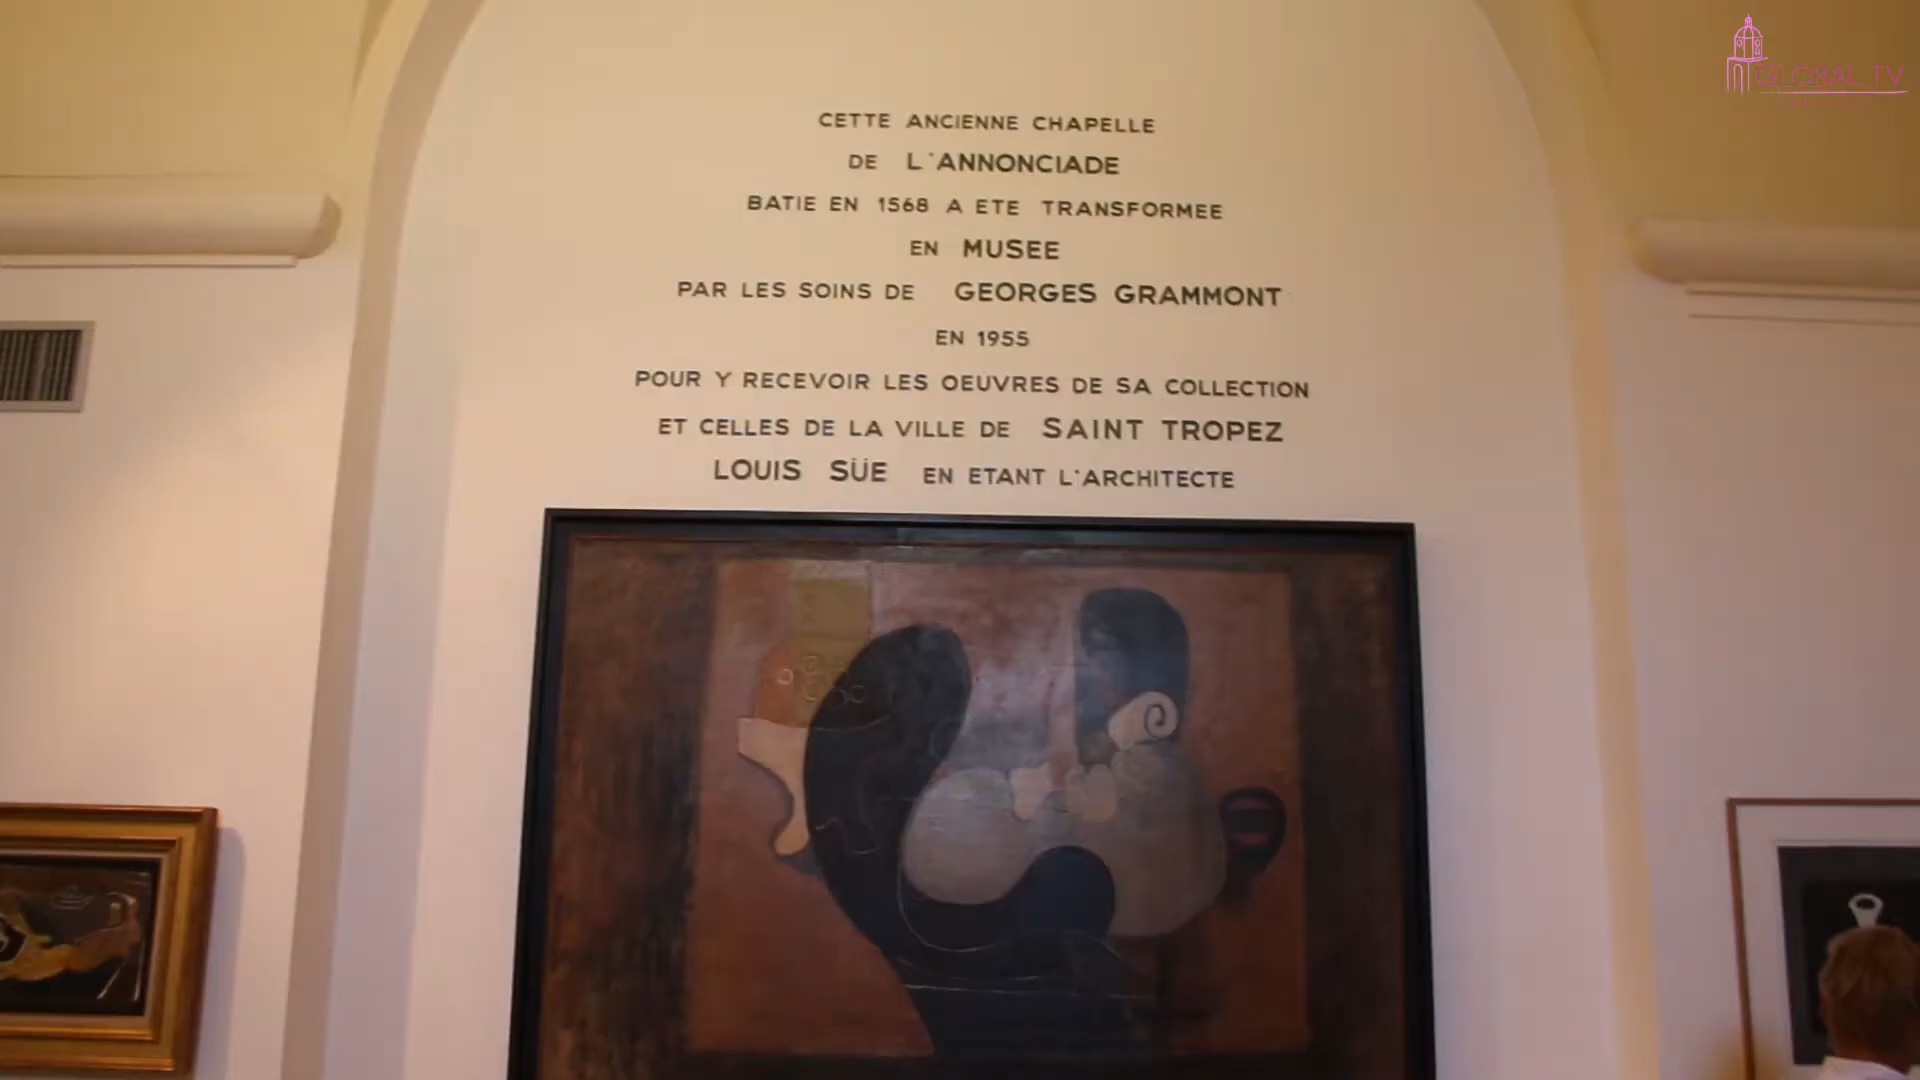 GLOBAL TV
CETTE ANCIENNE CHAPELLE
DE L'ANNONCIADE
BATIE EN 1568 A ETE TRANSFORMEE
EN MUSEE
PAR LES SOINS DE GEORGES GRAMMONT
EN 1955
POUR Y RECEVOIR LES OEUVRES DE SA COLLECTION
ET CELLES DE LA VILLE DE SAINT TROPEZ
LOUIS SÜE EN ETANT L'ARCHITECTE